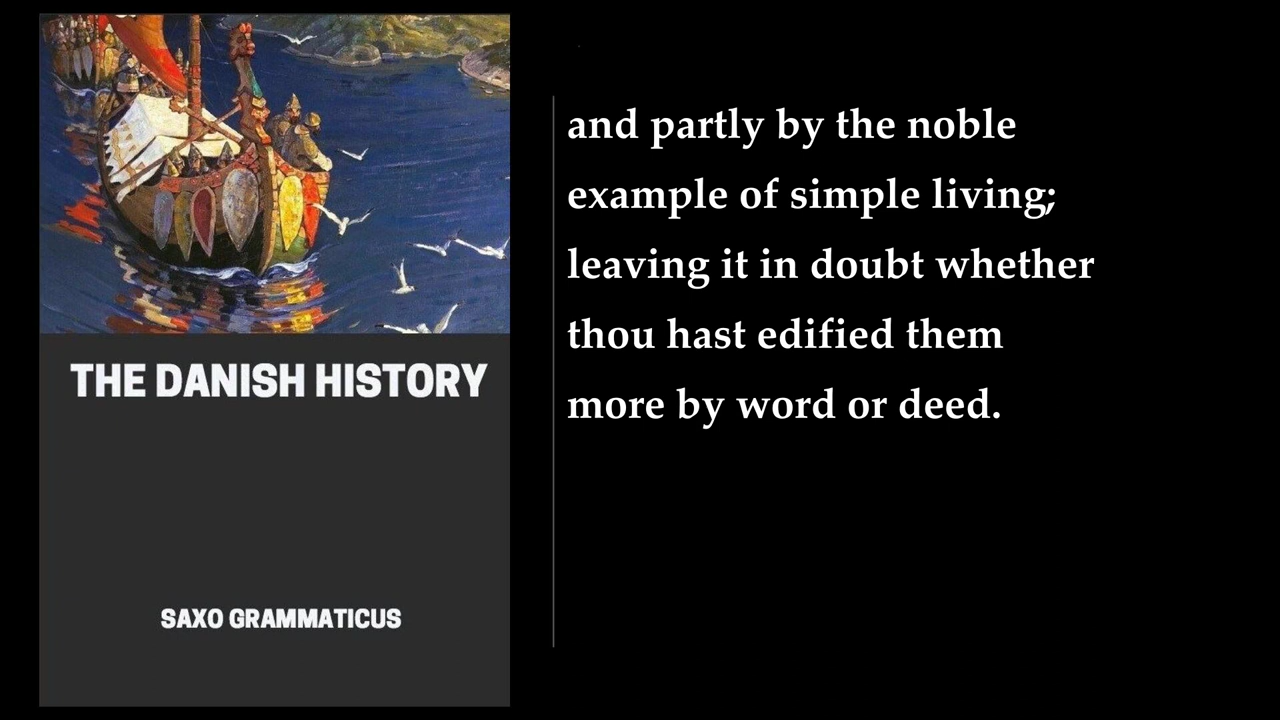 THE DANISH HISTORY
SAXO GRAMMATICUS
and partly by the noble
example of simple living;
leaving it in doubt whether
thou hast edified them
more by word or deed.